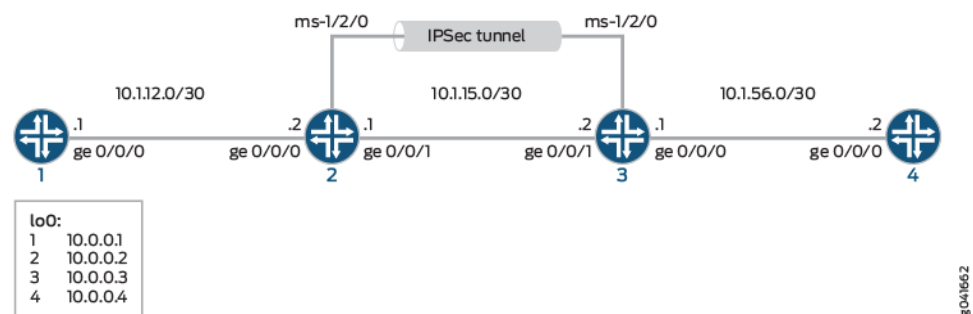 ms-1/2/0 IPSec tunnel ms-1/2/0
10.1.12.0/30 10.1.15.0/30 10.1.56.0/30
.1 .2 .1 .2 .1 .2
ge 0/0/0 ge 0/0/0 ge 0/0/1 ge 0/0/1 ge 0/0/0 ge 0/0/0
1 2 3 4
lo0:
1 10.0.0.1
2 10.0.0.2
3 10.0.0.3
4 10.0.0.4
g041662